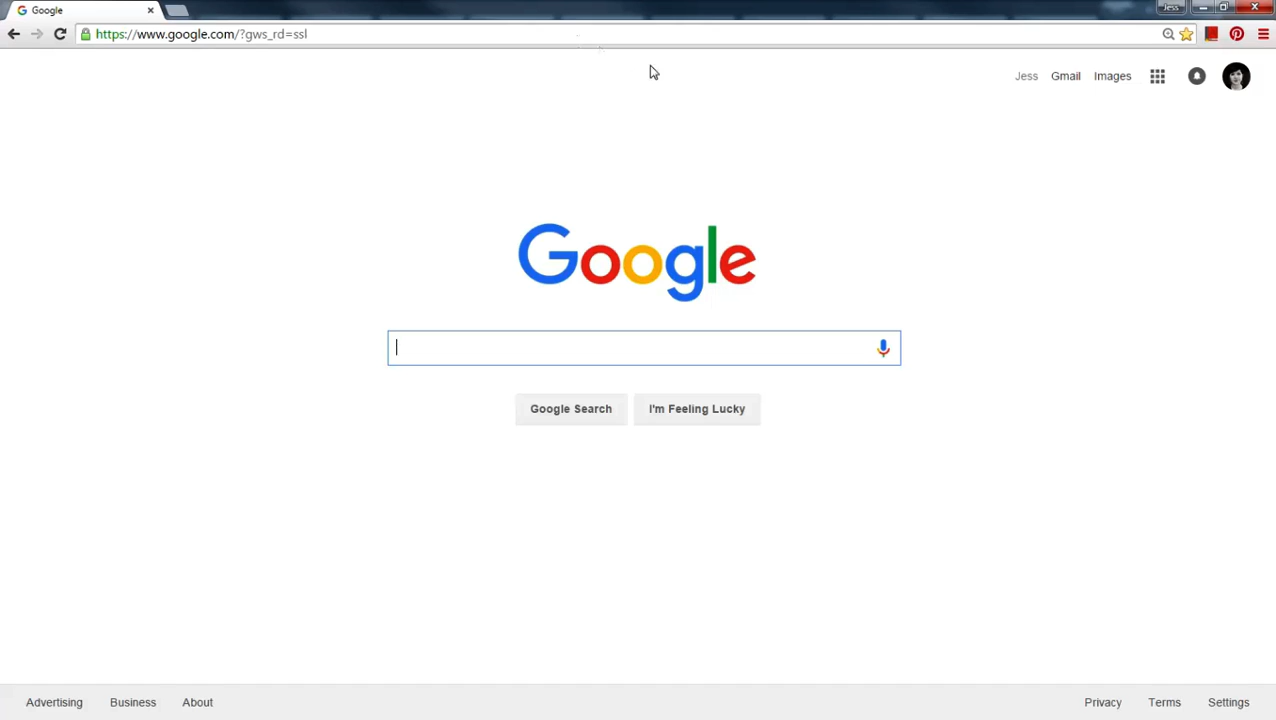 Google
Jess
https://www.google.com/?gws_rd=ssl
Jess Gmail Images
Google
Google Search I'm Feeling Lucky
Advertising Business About Privacy Terms Settings